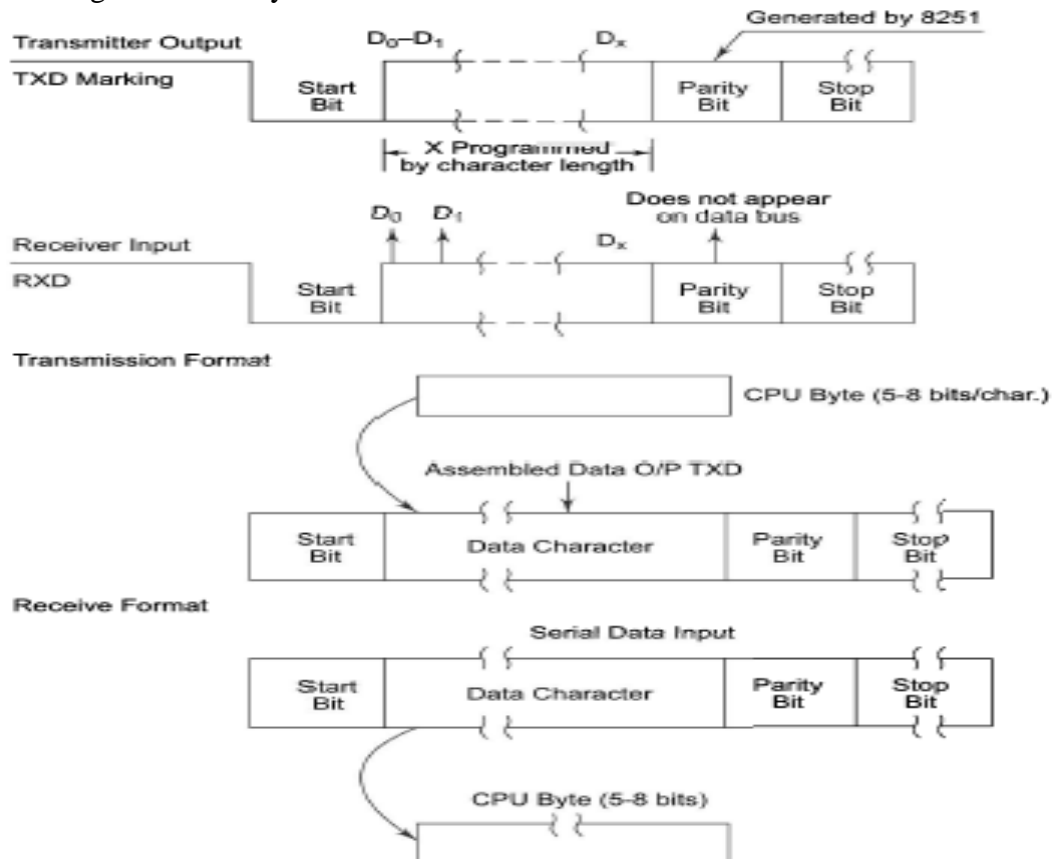 Generated by 8251
Transmitter Output
D₀–D₁
Dₓ
TXD Marking
Start
Bit
Parity
Bit
Stop
Bit
X Programmed
by character length
Does not appear
on data bus
D₀
D₁
Receiver Input
Dₓ
RXD
Start
Bit
Parity
Bit
Stop
Bit
Transmission Format
CPU Byte (5-8 bits/char.)
Assembled Data O/P TXD
Start
Bit
Data Character
Parity
Bit
Stop
Bit
Receive Format
Serial Data Input
Start
Bit
Data Character
Parity
Bit
Stop
Bit
CPU Byte (5-8 bits)